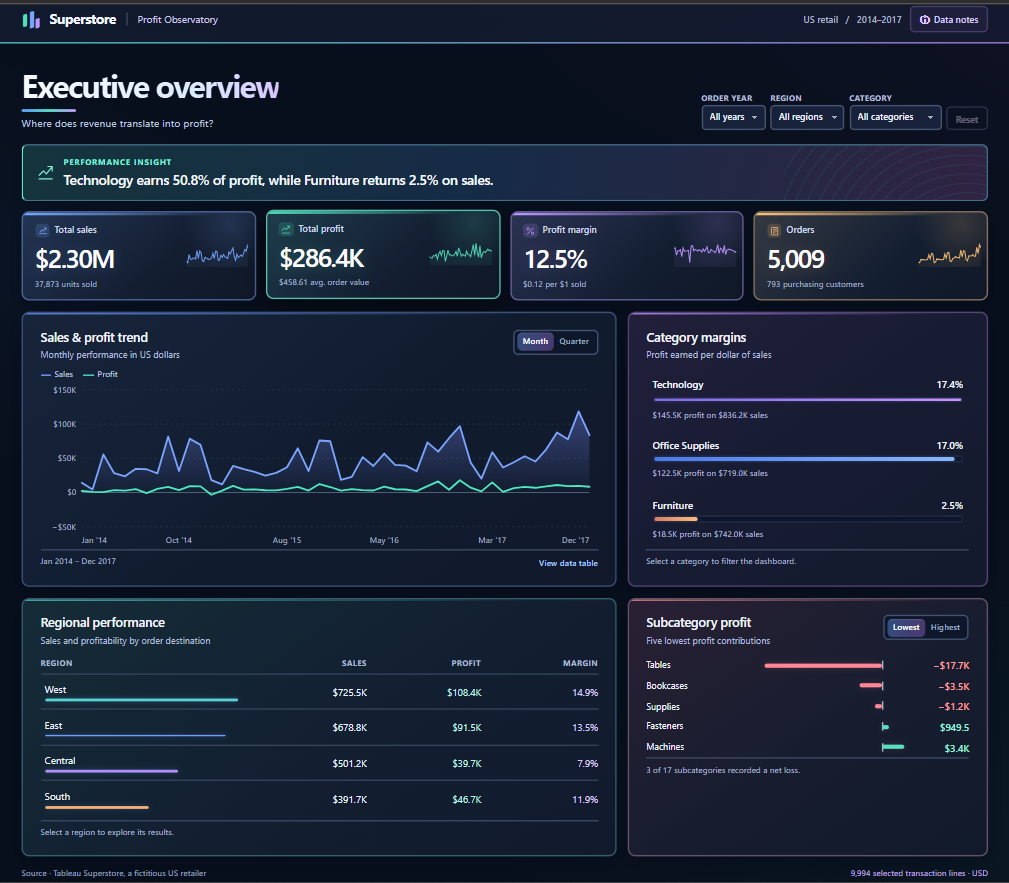 Superstore Profit Observatory US retail / 2014–2017 Data notes
Executive overview
Where does revenue translate into profit?
ORDER YEAR REGION CATEGORY
All years All regions All categories Reset
PERFORMANCE INSIGHT
Technology earns 50.8% of profit, while Furniture returns 2.5% on sales.
Total sales
$2.30M
37,873 units sold
Total profit
$286.4K
$458.61 avg. order value
Profit margin
12.5%
$0.12 per $1 sold
Orders
5,009
793 purchasing customers
Sales & profit trend
Monthly performance in US dollars
Month Quarter
Sales Profit
$150K
$100K
$50K
$0
−$50K
Jan '14 Oct '14 Aug '15 May '16 Mar '17 Dec '17
Jan 2014 – Dec 2017 View data table
Category margins
Profit earned per dollar of sales
Technology 17.4%
$145.5K profit on $836.2K sales
Office Supplies 17.0%
$122.5K profit on $719.0K sales
Furniture 2.5%
$18.5K profit on $742.0K sales
Select a category to filter the dashboard.
Regional performance
Sales and profitability by order destination
REGION SALES PROFIT MARGIN
West $725.5K $108.4K 14.9%
East $678.8K $91.5K 13.5%
Central $501.2K $39.7K 7.9%
South $391.7K $46.7K 11.9%
Select a region to explore its results.
Subcategory profit
Five lowest profit contributions
Lowest Highest
Tables −$17.7K
Bookcases −$3.5K
Supplies −$1.2K
Fasteners $949.5
Machines $3.4K
3 of 17 subcategories recorded a net loss.
Source · Tableau Superstore, a fictitious US retailer 9,994 selected transaction lines · USD